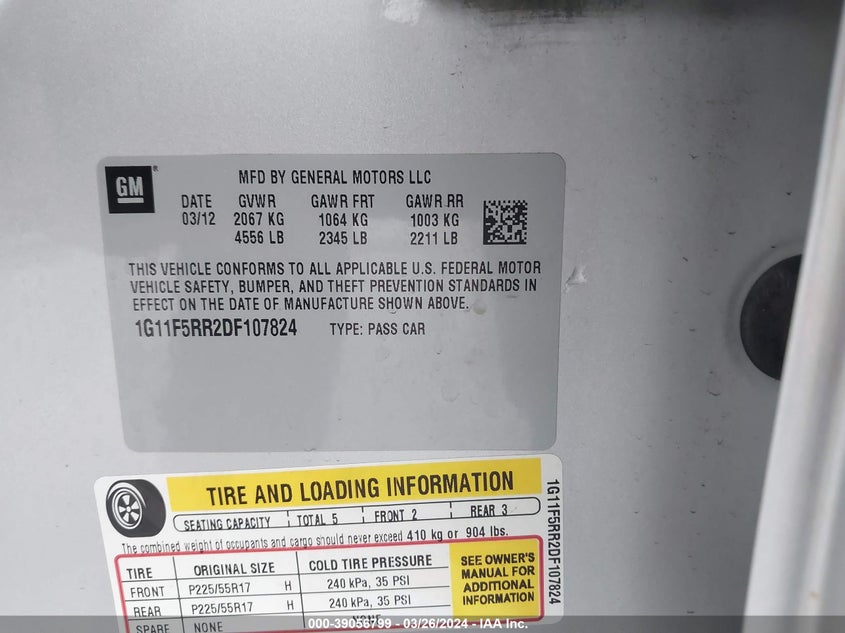 GM ®
MFD BY GENERAL MOTORS LLC
DATE GVWR GAWR FRT GAWR RR
03/12 2067 KG 1064 KG 1003 KG
4556 LB 2345 LB 2211 LB
THIS VEHICLE CONFORMS TO ALL APPLICABLE U.S. FEDERAL MOTOR
VEHICLE SAFETY, BUMPER, AND THEFT PREVENTION STANDARDS IN
EFFECT ON THE DATE OF MANUFACTURE SHOWN ABOVE.
1G11F5RR2DF107824 TYPE: PASS CAR
TIRE AND LOADING INFORMATION
SEATING CAPACITY TOTAL 5 FRONT 2 REAR 3
The combined weight of occupants and cargo should never exceed 410 kg or 904 lbs.
TIRE ORIGINAL SIZE COLD TIRE PRESSURE
FRONT P225/55R17 H 240 kPa, 35 PSI
REAR P225/55R17 H 240 kPa, 35 PSI
SPARE NONE
SEE OWNER'S
MANUAL FOR
ADDITIONAL
INFORMATION
1G11F5RR2DF107824
000-39056799 - 03/26/2024 - IAA Inc.